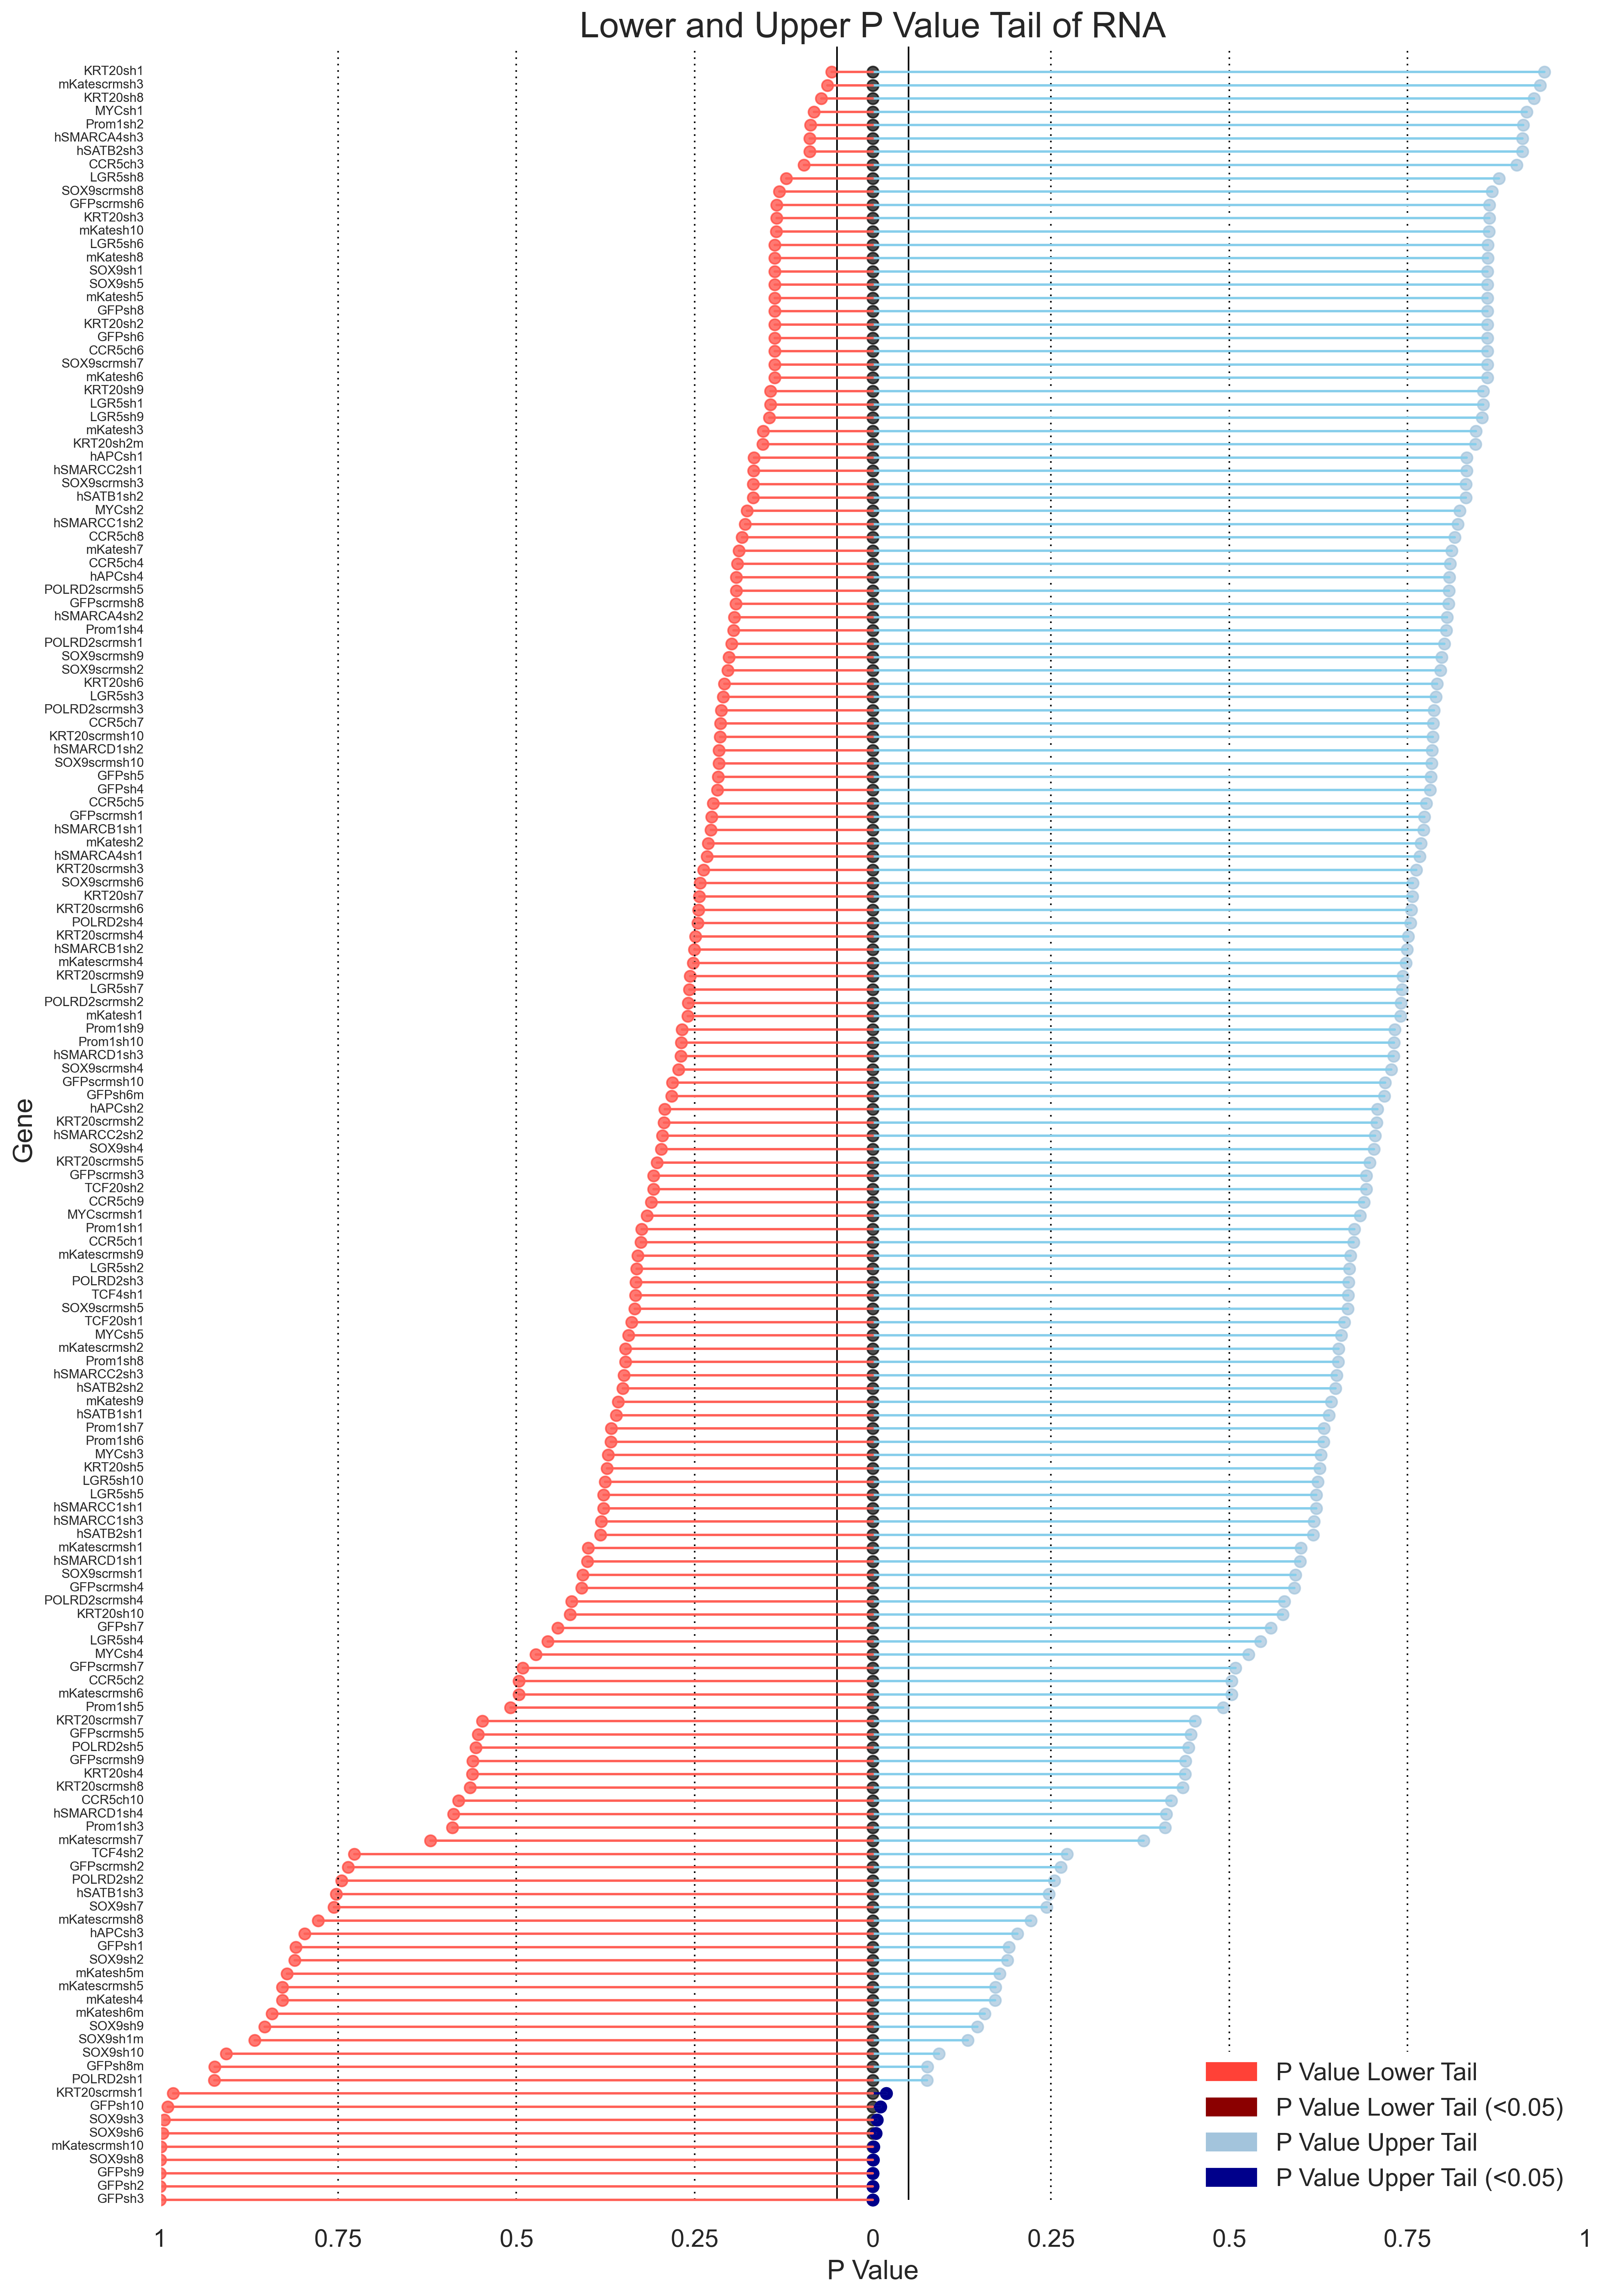 Lower and Upper P Value Tail of RNA
KRT20sh1
mKatescrmsh3
KRT20sh8
MYCsh1
Prom1sh2
hSMARCA4sh3
hSATB2sh3
CCR5ch3
LGR5sh8
SOX9scrmsh8
GFPscrmsh6
KRT20sh3
mKatesh10
LGR5sh6
mKatesh8
SOX9sh1
SOX9sh5
mKatesh5
GFPsh8
KRT20sh2
GFPsh6
CCR5ch6
SOX9scrmsh7
mKatesh6
KRT20sh9
LGR5sh1
LGR5sh9
mKatesh3
KRT20sh2m
hAPCsh1
hSMARCC2sh1
SOX9scrmsh3
hSATB1sh2
MYCsh2
hSMARCC1sh2
CCR5ch8
mKatesh7
CCR5ch4
hAPCsh4
POLRD2scrmsh5
GFPscrmsh8
hSMARCA4sh2
Prom1sh4
POLRD2scrmsh1
SOX9scrmsh9
SOX9scrmsh2
KRT20sh6
LGR5sh3
POLRD2scrmsh3
CCR5ch7
KRT20scrmsh10
hSMARCD1sh2
SOX9scrmsh10
GFPsh5
GFPsh4
CCR5ch5
GFPscrmsh1
hSMARCB1sh1
mKatesh2
hSMARCA4sh1
KRT20scrmsh3
SOX9scrmsh6
KRT20sh7
KRT20scrmsh6
POLRD2sh4
KRT20scrmsh4
hSMARCB1sh2
mKatescrmsh4
KRT20scrmsh9
LGR5sh7
POLRD2scrmsh2
mKatesh1
Prom1sh9
Prom1sh10
hSMARCD1sh3
SOX9scrmsh4
GFPscrmsh10
GFPsh6m
hAPCsh2
KRT20scrmsh2
hSMARCC2sh2
SOX9sh4
KRT20scrmsh5
GFPscrmsh3
TCF20sh2
CCR5ch9
MYCscrmsh1
Prom1sh1
CCR5ch1
mKatescrmsh9
LGR5sh2
POLRD2sh3
TCF4sh1
SOX9scrmsh5
TCF20sh1
MYCsh5
mKatescrmsh2
Prom1sh8
hSMARCC2sh3
hSATB2sh2
mKatesh9
hSATB1sh1
Prom1sh7
Prom1sh6
MYCsh3
KRT20sh5
LGR5sh10
LGR5sh5
hSMARCC1sh1
hSMARCC1sh3
hSATB2sh1
mKatescrmsh1
hSMARCD1sh1
SOX9scrmsh1
GFPscrmsh4
POLRD2scrmsh4
KRT20sh10
GFPsh7
LGR5sh4
MYCsh4
GFPscrmsh7
CCR5ch2
mKatescrmsh6
Prom1sh5
KRT20scrmsh7
GFPscrmsh5
POLRD2sh5
GFPscrmsh9
KRT20sh4
KRT20scrmsh8
CCR5ch10
hSMARCD1sh4
Prom1sh3
mKatescrmsh7
TCF4sh2
GFPscrmsh2
POLRD2sh2
hSATB1sh3
SOX9sh7
mKatescrmsh8
hAPCsh3
GFPsh1
SOX9sh2
mKatesh5m
mKatescrmsh5
mKatesh4
mKatesh6m
SOX9sh9
SOX9sh1m
SOX9sh10
GFPsh8m
POLRD2sh1
KRT20scrmsh1
GFPsh10
SOX9sh3
SOX9sh6
mKatescrmsh10
SOX9sh8
GFPsh9
GFPsh2
GFPsh3
Gene
P Value Lower Tail
P Value Lower Tail (<0.05)
P Value Upper Tail
P Value Upper Tail (<0.05)
1 0.75 0.5 0.25 0 0.25 0.5 0.75 1
P Value